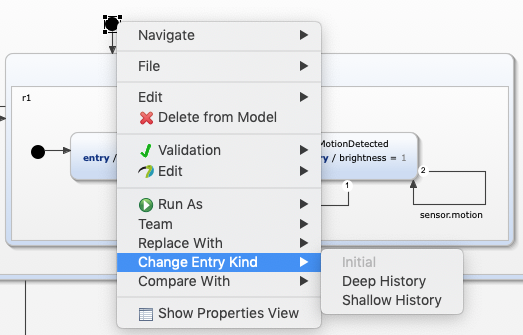 Navigate
File
r1
Edit
Delete from Model
MotionDetected
entry /
/ brightness = 1
Validation
Edit
2
1
Run As
Team
sensor.motion
Replace With
Change Entry Kind
Initial
Compare With
Deep History
Shallow History
Show Properties View